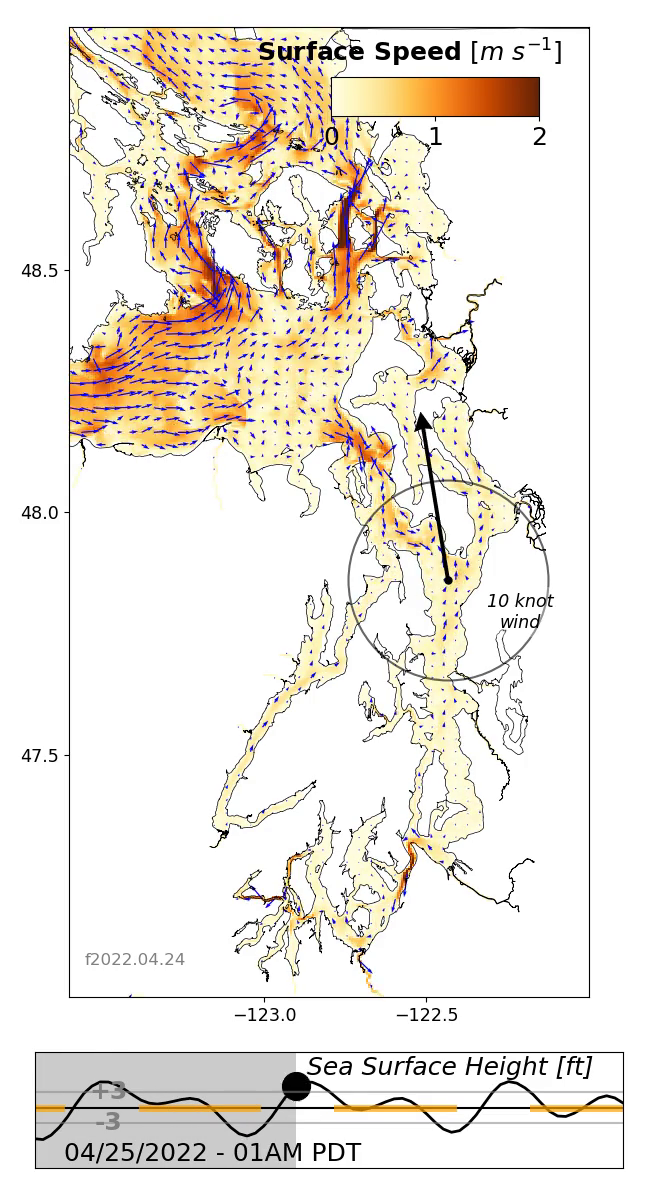 Surface Speed [m s⁻¹]
0 1 2
48.5
48.0
10 knot
wind
47.5
f2022.04.24
−123.0 −122.5
Sea Surface Height [ft]
+3
-3
04/25/2022 - 01AM PDT